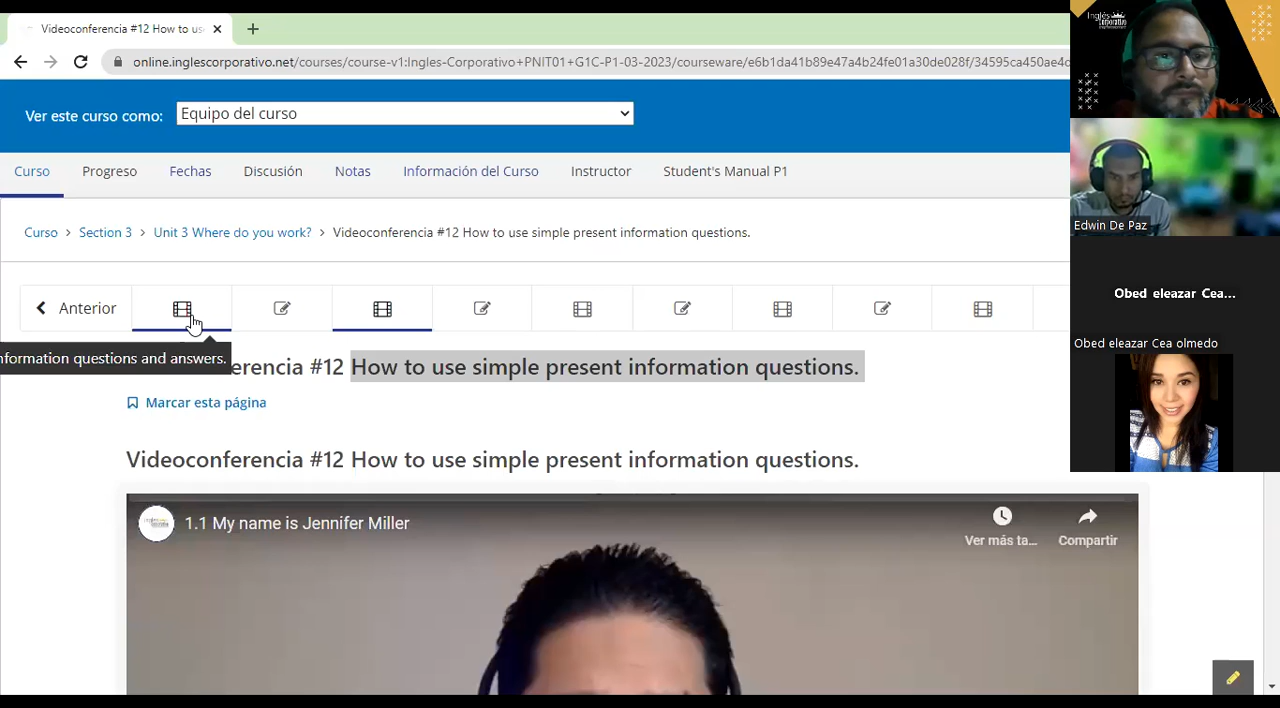 Videoconferencia #12 How to us
online.inglescorporativo.net/courses/course-v1:Ingles-Corporativo+PNIT01+G1C-P1-03-2023/courseware/e6b1da41b89e47a4b24fe01a30de028f/34595ca450ae4
Ver este curso como:
Equipo del curso
Curso
Progreso
Fechas
Discusión
Notas
Información del Curso
Instructor
Student's Manual P1
Curso > Section 3 > Unit 3 Where do you work? > Videoconferencia #12 How to use simple present information questions.
Anterior
nformation questions and answers.
erencia #12 How to use simple present information questions.
Marcar esta página
Videoconferencia #12 How to use simple present information questions.
1.1 My name is Jennifer Miller
Ver más ta...
Compartir
Inglés
Corporativo
Edwin De Paz
Obed eleazar Cea...
Obed eleazar Cea olmedo